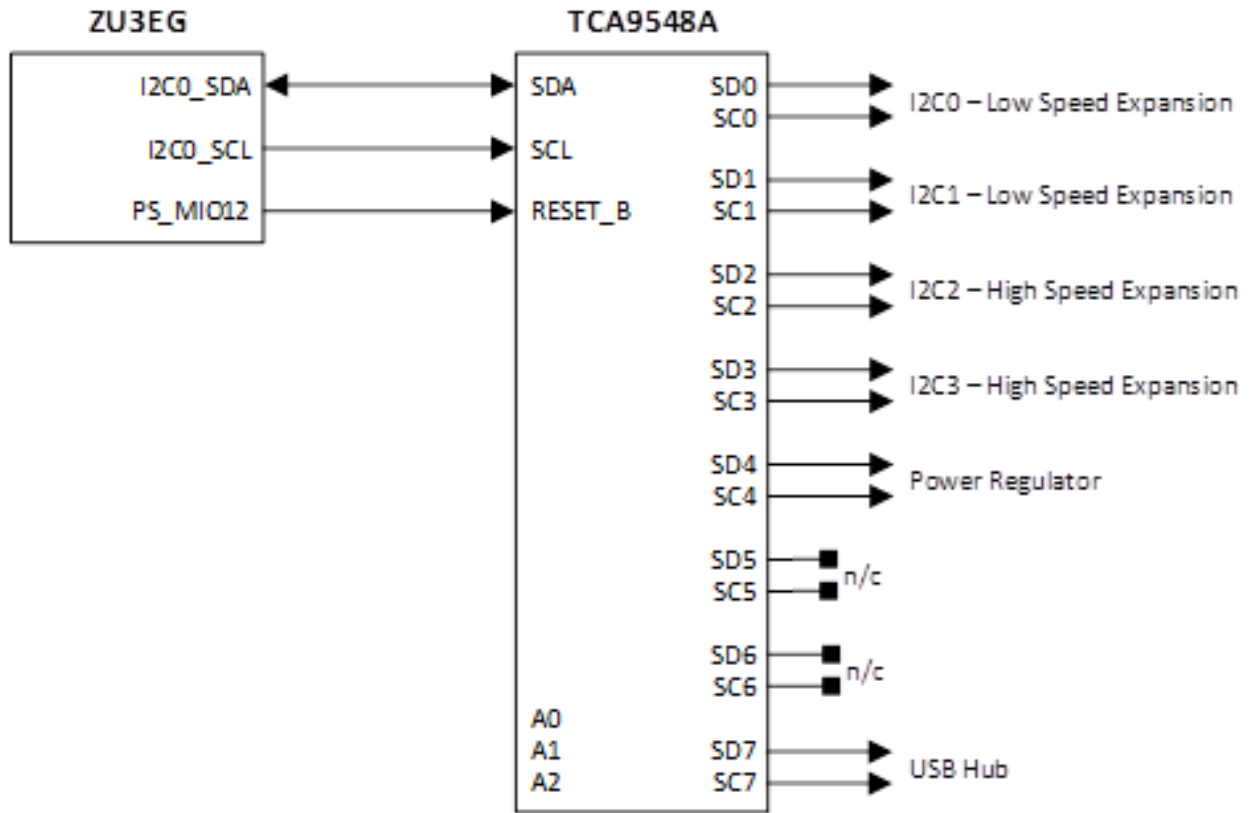 ZU3EG
TCA9548A
I2C0_SDA
I2C0_SCL
PS_MIO12
SDA
SCL
RESET_B
A0
A1
A2
SD0
SC0
I2C0 – Low Speed Expansion
SD1
SC1
I2C1 – Low Speed Expansion
SD2
SC2
I2C2 – High Speed Expansion
SD3
SC3
I2C3 – High Speed Expansion
SD4
SC4
Power Regulator
SD5
SC5
n/c
SD6
SC6
n/c
SD7
SC7
USB Hub